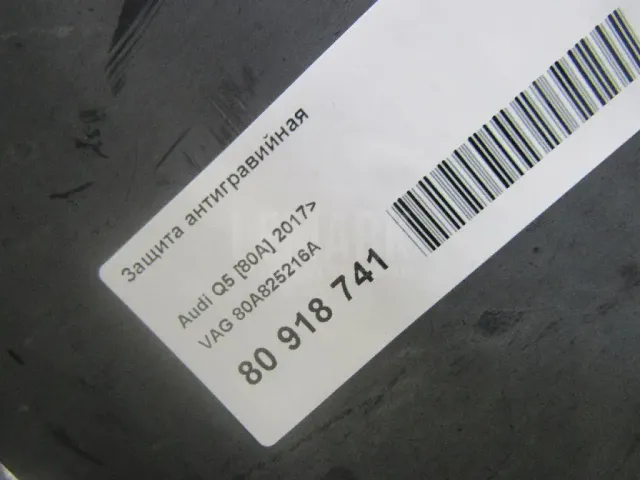 Защита антигравийная
Audi Q5 [80A] 2017>
VAG 80A825216A
80 918 741